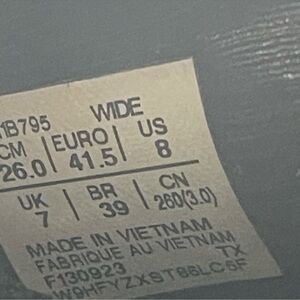 1B795 WIDE
CM EURO US
26.0 41.5 8
UK BR CN
7 39 260(3.0)
MADE IN VIETNAM
FABRIQUE AU VIETNAM
F130923 TX
W9HFYZXST86LC5F